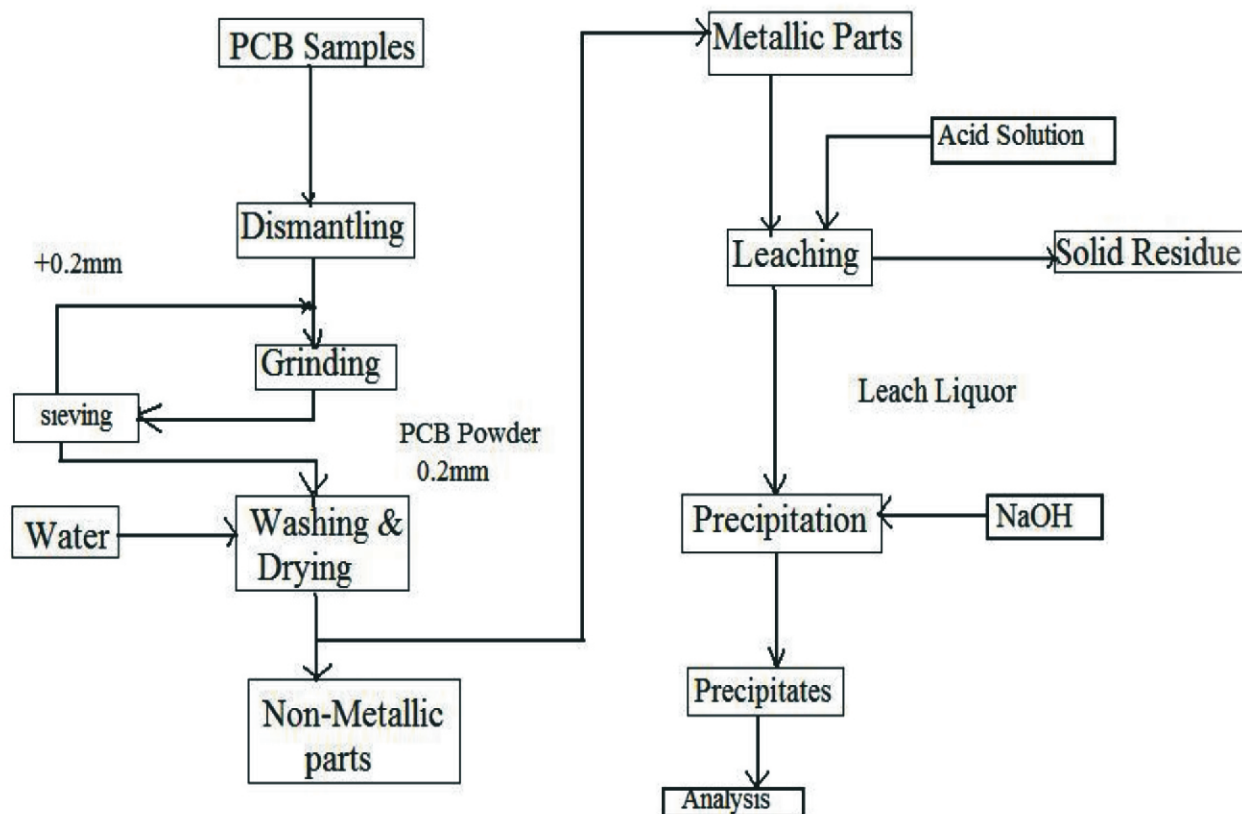 PCB Samples
Dismantling
+0.2mm
Grinding
sieving
PCB Powder
0.2mm
Water
Washing &
Drying
Non-Metallic
parts
Metallic Parts
Acid Solution
Leaching
Solid Residue
Leach Liquor
Precipitation
NaOH
Precipitates
Analysis